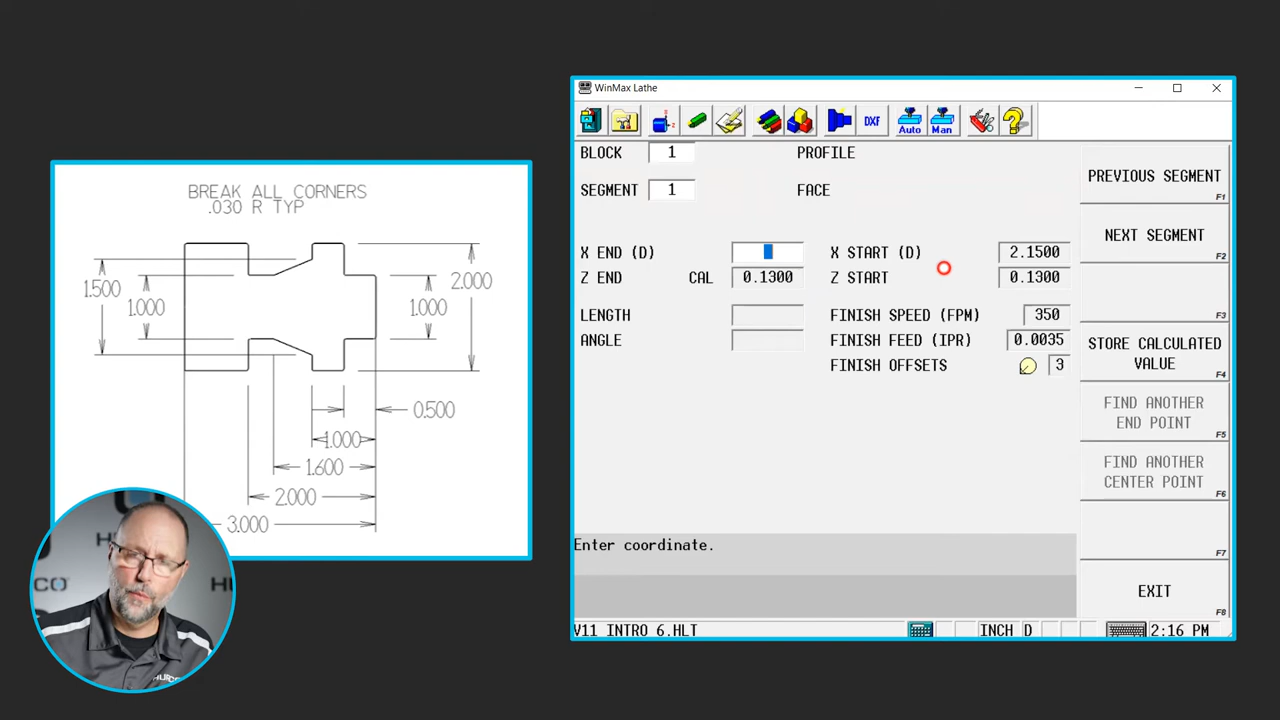 BREAK ALL CORNERS
.030 R TYP
1.500
1.000
1.000
2.000
0.500
1.000
1.600
2.000
3.000
WinMax Lathe
DXF
Auto
Man
BLOCK 1 PROFILE
SEGMENT 1 FACE
X END (D) X START (D) 2.1500
Z END CAL 0.1300 Z START 0.1300
LENGTH FINISH SPEED (FPM) 350
ANGLE FINISH FEED (IPR) 0.0035
FINISH OFFSETS 3
PREVIOUS SEGMENT
F1
NEXT SEGMENT
F2
F3
STORE CALCULATED
VALUE
F4
FIND ANOTHER
END POINT
F5
FIND ANOTHER
CENTER POINT
F6
F7
EXIT
F8
Enter coordinate.
V11 INTRO 6.HLT INCH D 2:16 PM